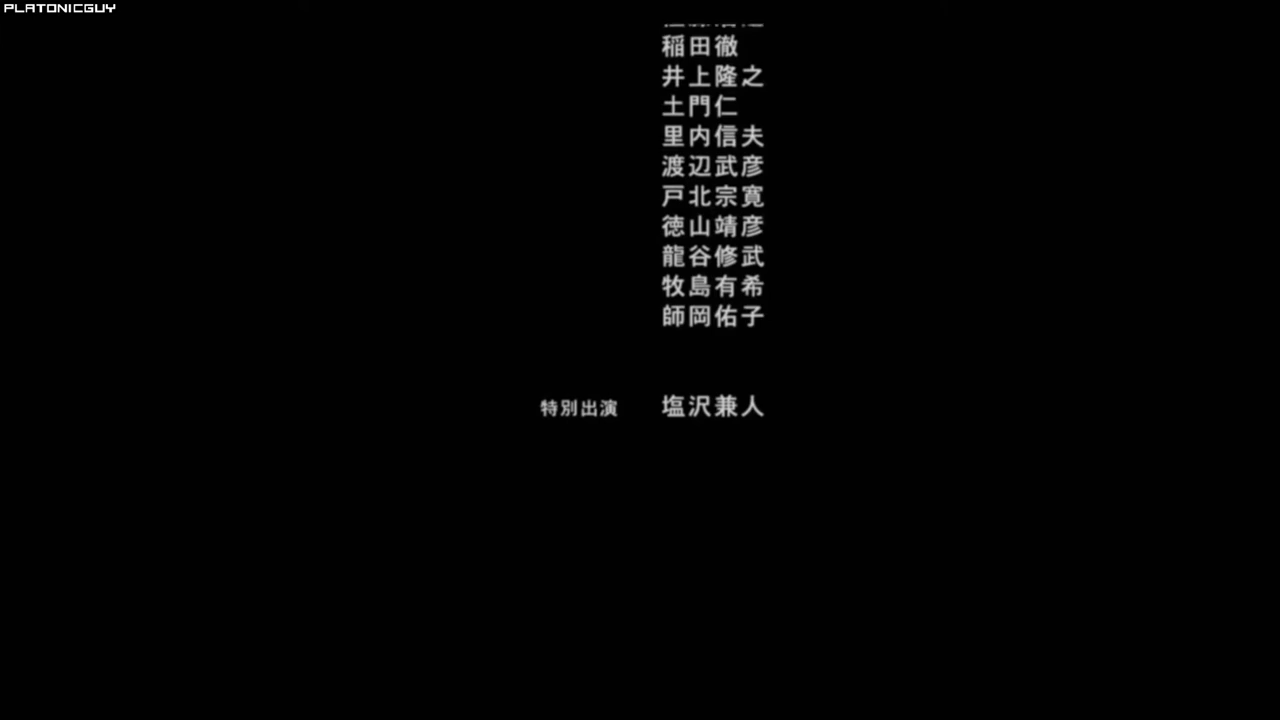 PLATONICGUY
稲田徹
井上隆之
土門仁
里内信夫
渡辺武彦
戸北宗寛
徳山靖彦
龍谷修武
牧島有希
師岡佑子
特別出演 塩沢兼人